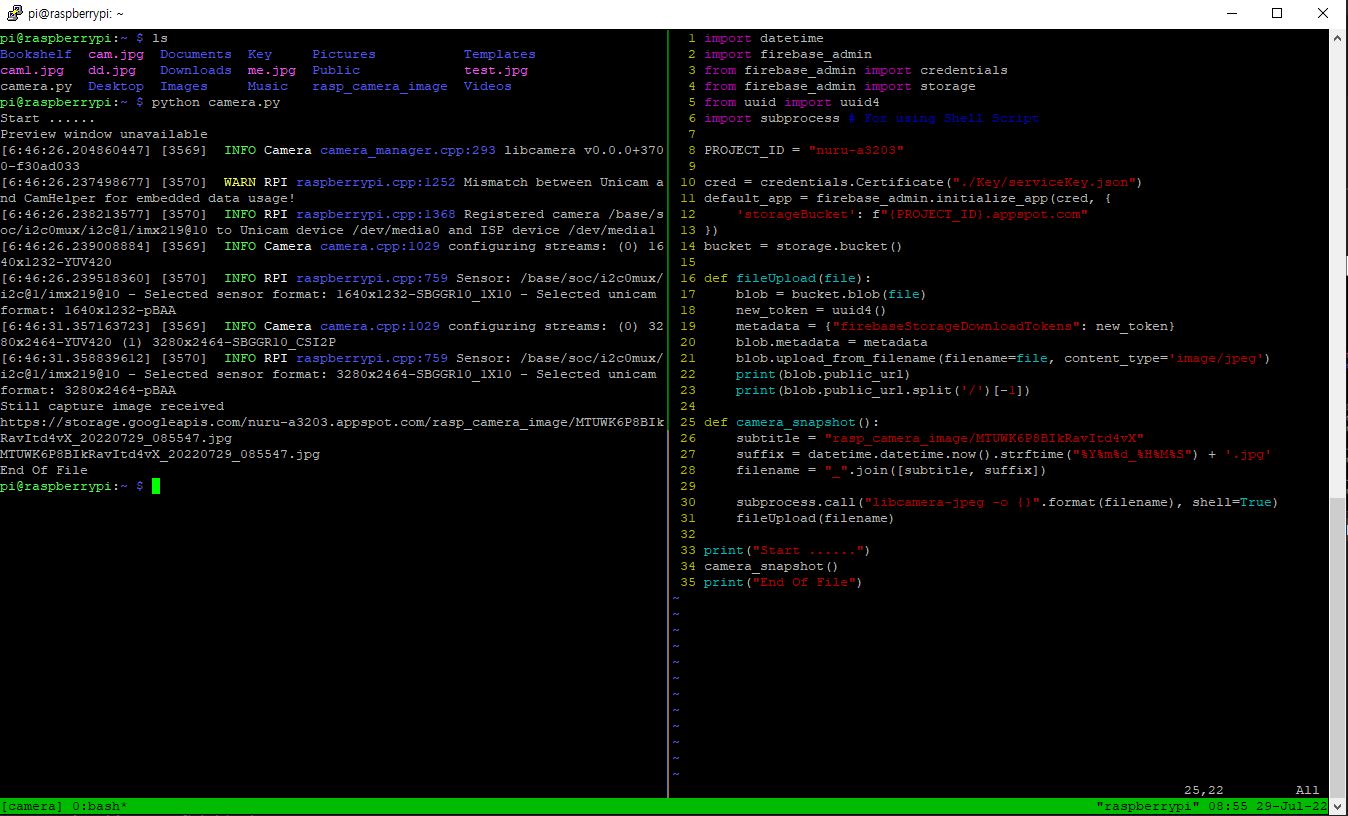 pi@raspberrypi: ~
pi@raspberrypi:~ $ ls
Bookshelf  cam.jpg  Documents  Key     Pictures           Templates
cam1.jpg   dd.jpg   Downloads  me.jpg  Public             test.jpg
camera.py  Desktop  Images     Music   rasp_camera_image  Videos
pi@raspberrypi:~ $ python camera.py
Start ......
Preview window unavailable
[6:46:26.204860447] [3569]  INFO Camera camera_manager.cpp:293 libcamera v0.0.0+370
0-f30ad033
[6:46:26.237498677] [3570]  WARN RPI raspberrypi.cpp:1252 Mismatch between Unicam a
nd CamHelper for embedded data usage!
[6:46:26.238213577] [3570]  INFO RPI raspberrypi.cpp:1368 Registered camera /base/s
oc/i2c0mux/i2c@1/imx219@10 to Unicam device /dev/media0 and ISP device /dev/media1
[6:46:26.239008884] [3569]  INFO Camera camera.cpp:1029 configuring streams: (0) 16
40x1232-YUV420
[6:46:26.239518360] [3570]  INFO RPI raspberrypi.cpp:759 Sensor: /base/soc/i2c0mux/
i2c@1/imx219@10 - Selected sensor format: 1640x1232-SBGGR10_1X10 - Selected unicam
format: 1640x1232-pBAA
[6:46:31.357163723] [3569]  INFO Camera camera.cpp:1029 configuring streams: (0) 32
80x2464-YUV420 (1) 3280x2464-SBGGR10_CSI2P
[6:46:31.358839612] [3570]  INFO RPI raspberrypi.cpp:759 Sensor: /base/soc/i2c0mux/
i2c@1/imx219@10 - Selected sensor format: 3280x2464-SBGGR10_1X10 - Selected unicam
format: 3280x2464-pBAA
Still capture image received
https://storage.googleapis.com/nuru-a3203.appspot.com/rasp_camera_image/MTUWK6P8BIk
RavItd4vX_20220729_085547.jpg
MTUWK6P8BIkRavItd4vX_20220729_085547.jpg
End Of File
pi@raspberrypi:~ $
1 import datetime
2 import firebase_admin
3 from firebase_admin import credentials
4 from firebase_admin import storage
5 from uuid import uuid4
6 import subprocess # For using Shell Script
7
8 PROJECT_ID = "nuru-a3203"
9
10 cred = credentials.Certificate("./Key/serviceKey.json")
11 default_app = firebase_admin.initialize_app(cred, {
12     'storageBucket': f"{PROJECT_ID}.appspot.com"
13 })
14 bucket = storage.bucket()
15
16 def fileUpload(file):
17     blob = bucket.blob(file)
18     new_token = uuid4()
19     metadata = {"firebaseStorageDownloadTokens": new_token}
20     blob.metadata = metadata
21     blob.upload_from_filename(filename=file, content_type='image/jpeg')
22     print(blob.public_url)
23     print(blob.public_url.split('/')[-1])
24
25 def camera_snapshot():
26     subtitle = "rasp_camera_image/MTUWK6P8BIkRavItd4vX"
27     suffix = datetime.datetime.now().strftime("%Y%m%d_%H%M%S") + '.jpg'
28     filename = "_".join([subtitle, suffix])
29
30     subprocess.call("libcamera-jpeg -o {}".format(filename), shell=True)
31     fileUpload(filename)
32
33 print("Start ......")
34 camera_snapshot()
35 print("End Of File")
~
~
~
~
~
~
~
~
~
~
~
~
25,22 All
[camera] 0:bash* "raspberrypi" 08:55 29-Jul-22